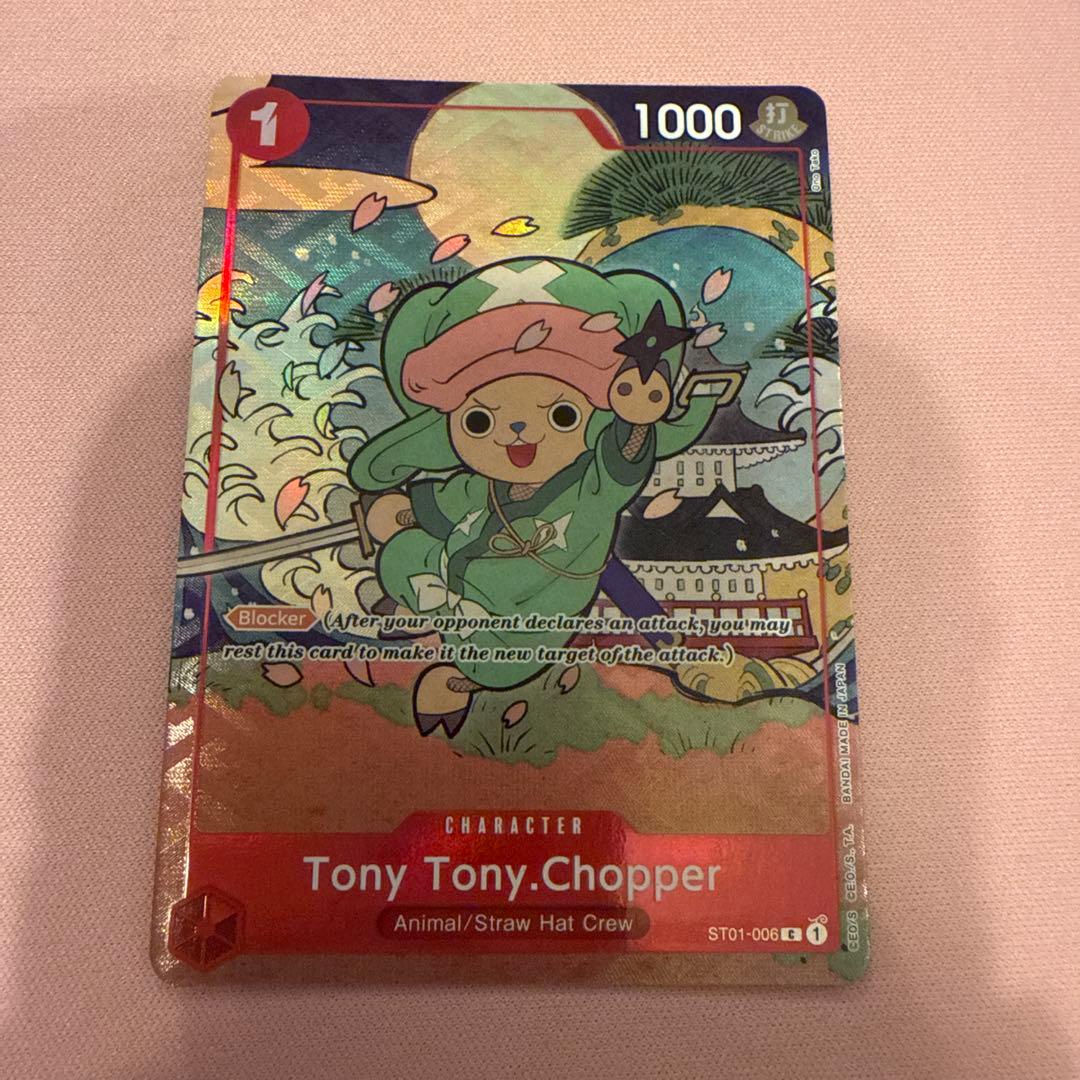 1
1000
打
STRIKE
Uno Tako
Blocker (After your opponent declares an attack, you may
rest this card to make it the new target of the attack.)
CHARACTER
Tony Tony.Chopper
Animal/Straw Hat Crew
ST01-006 C 1
©E.O./S. ©E.O./S., T.A. BANDAI MADE IN JAPAN